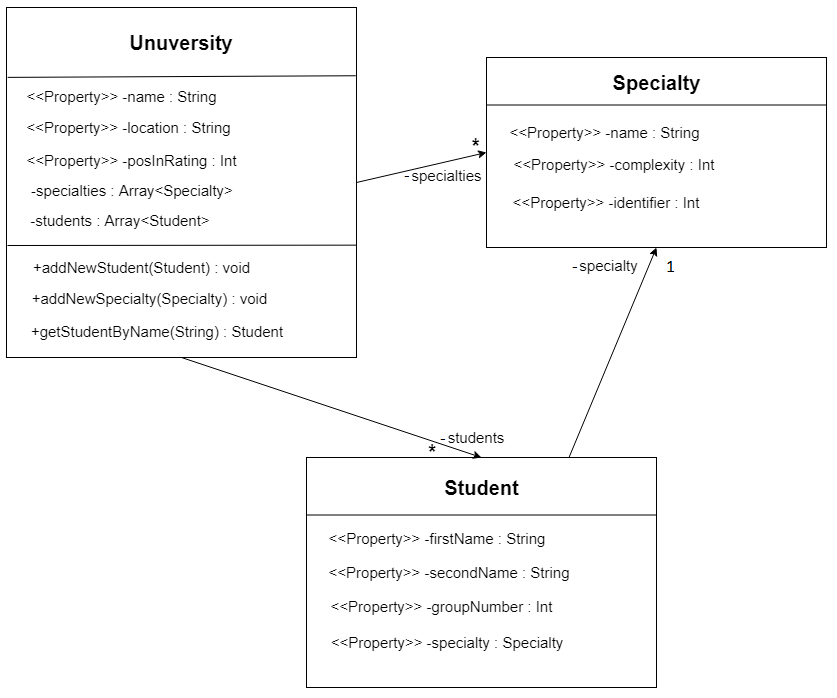 Unuversity
<<Property>> -name : String
<<Property>> -location : String
<<Property>> -posInRating : Int
-specialties : Array<Specialty>
-students : Array<Student>
+addNewStudent(Student) : void
+addNewSpecialty(Specialty) : void
+getStudentByName(String) : Student
*
-specialties
Specialty
<<Property>> -name : String
<<Property>> -complexity : Int
<<Property>> -identifier : Int
-specialty
1
-students
*
Student
<<Property>> -firstName : String
<<Property>> -secondName : String
<<Property>> -groupNumber : Int
<<Property>> -specialty : Specialty